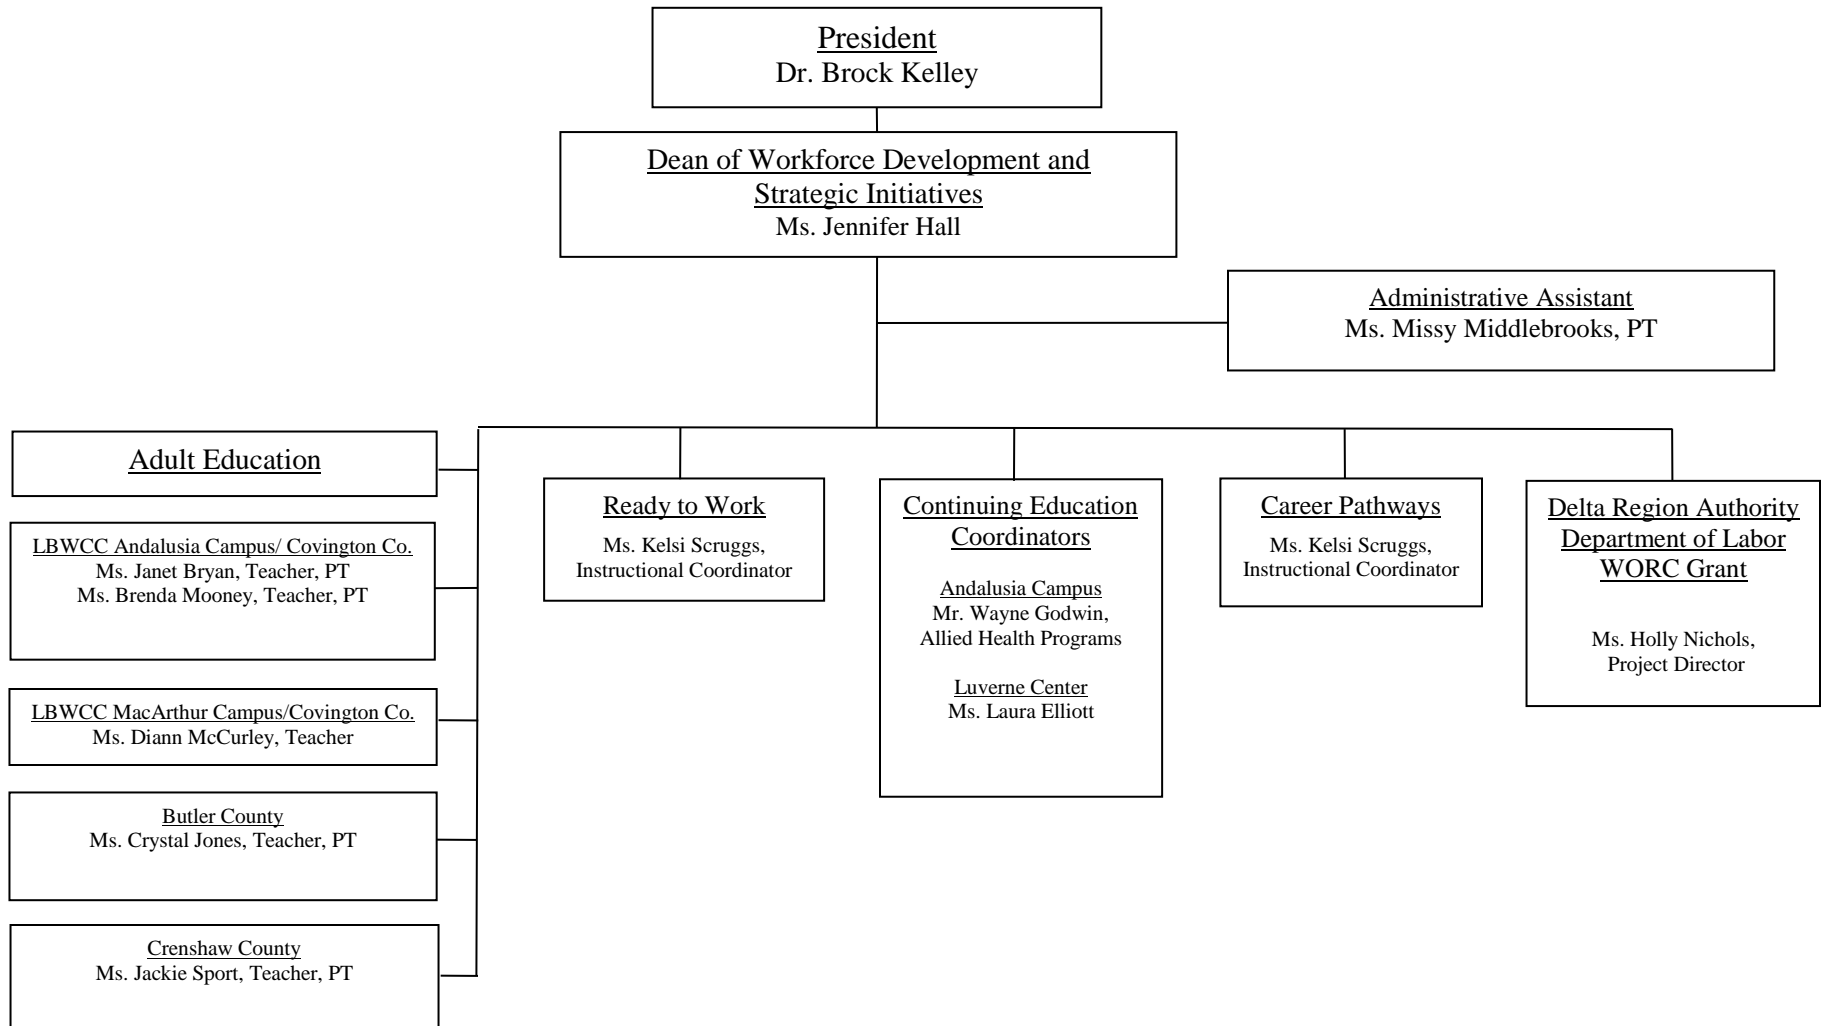 President
Dr. Brock Kelley
Dean of Workforce Development and
Strategic Initiatives
Ms. Jennifer Hall
Administrative Assistant
Ms. Missy Middlebrooks, PT
Adult Education
LBWCC Andalusia Campus/ Covington Co.
Ms. Janet Bryan, Teacher, PT
Ms. Brenda Mooney, Teacher, PT
LBWCC MacArthur Campus/Covington Co.
Ms. Diann McCurley, Teacher
Butler County
Ms. Crystal Jones, Teacher, PT
Crenshaw County
Ms. Jackie Sport, Teacher, PT
Ready to Work
Ms. Kelsi Scruggs,
Instructional Coordinator
Continuing Education
Coordinators
Andalusia Campus
Mr. Wayne Godwin,
Allied Health Programs
Luverne Center
Ms. Laura Elliott
Career Pathways
Ms. Kelsi Scruggs,
Instructional Coordinator
Delta Region Authority
Department of Labor
WORC Grant
Ms. Holly Nichols,
Project Director